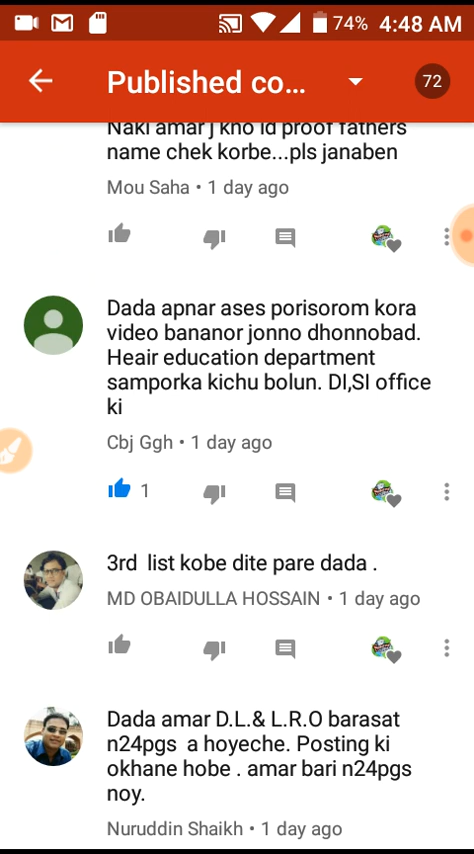 74% 4:48 AM
Published co... 72
Naki amar j kno id proof fathers
name chek korbe...pls janaben
Mou Saha • 1 day ago
Dada apnar ases porisorom kora
video bananor jonno dhonnobad.
Heair education department
samporka kichu bolun. DI,SI office
ki
Cbj Ggh • 1 day ago
1
3rd list kobe dite pare dada .
MD OBAIDULLA HOSSAIN • 1 day ago
Dada amar D.L.& L.R.O barasat
n24pgs a hoyeche. Posting ki
okhane hobe . amar bari n24pgs
noy.
Nuruddin Shaikh • 1 day ago